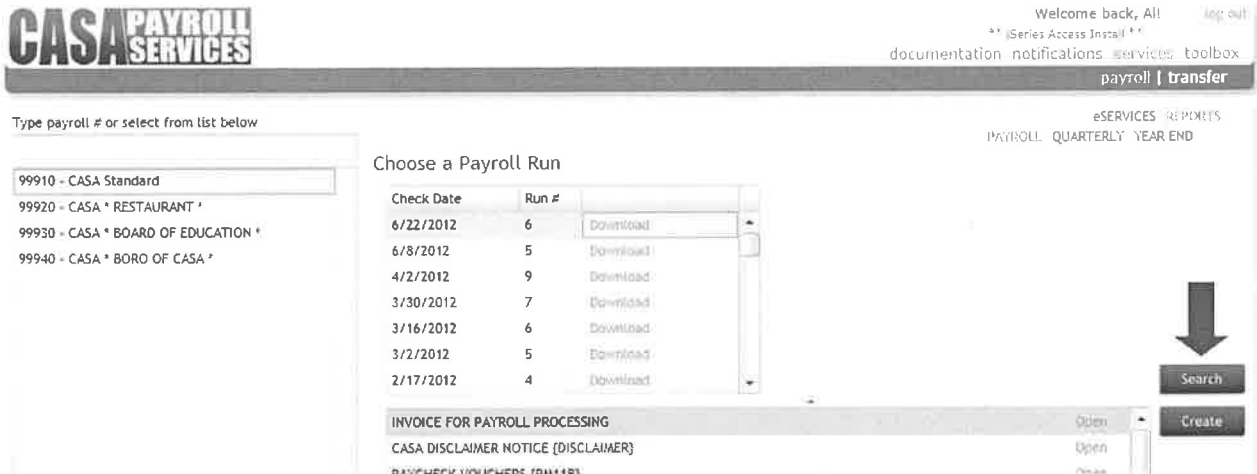 CASA PAYROLL SERVICES
Welcome back, Al! log out
** iSeries Access Install **
documentation notifications services toolbox
payroll | transfer
Type payroll # or select from list below
eSERVICES REPORTS
PAYROLL QUARTERLY YEAR END
99910 - CASA Standard
99920 - CASA * RESTAURANT *
99930 - CASA * BOARD OF EDUCATION *
99940 - CASA * BORO OF CASA *
Choose a Payroll Run
Check Date Run #
6/22/2012 6 Download
6/8/2012 5 Download
4/2/2012 9 Download
3/30/2012 7 Download
3/16/2012 6 Download
3/2/2012 5 Download
2/17/2012 4 Download
Search
Create
INVOICE FOR PAYROLL PROCESSING Open
CASA DISCLAIMER NOTICE {DISCLAIMER} Open
PAYCHECK VOUCHERS Open